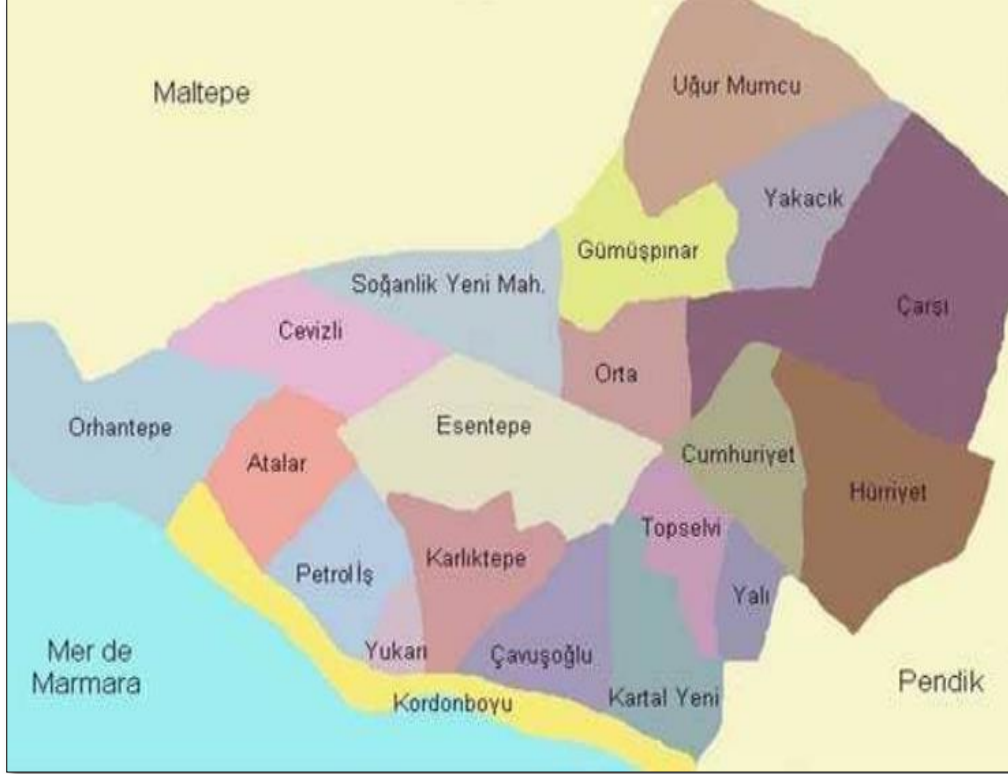 Uğur Mumcu
Maltepe
Yakacık
Gümüşpınar
Soğanlik Yeni Mah.
Çarşı
Cevizli
Orta
Orhantepe
Esentepe
Cumhuriyet
Atalar
Hürriyet
Topselvi
Karlıktepe
Petrol İş
Yalı
Mer de
Marmara
Yukarı
Çavuşoğlu
Pendik
Kordonboyu
Kartal Yeni